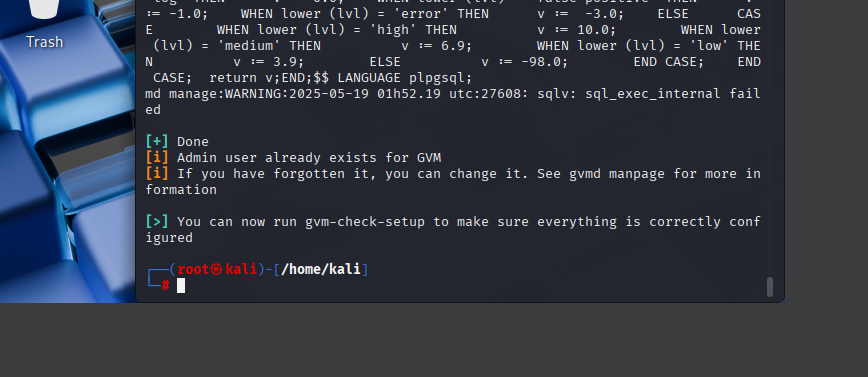 log' THEN v := 0.0; WHEN lower (lvl) = 'false positive' THEN v
:= -1.0;    WHEN lower (lvl) = 'error' THEN      v :=  -3.0;    ELSE      CAS
E        WHEN lower (lvl) = 'high' THEN          v := 10.0;        WHEN lower
 (lvl) = 'medium' THEN          v := 6.9;        WHEN lower (lvl) = 'low' THE
N          v := 3.9;        ELSE          v := -98.0;        END CASE;    END
 CASE;  return v;END;$$ LANGUAGE plpgsql;
md manage:WARNING:2025-05-19 01h52.19 utc:27608: sqlv: sql_exec_internal fail
ed
[+] Done
[i] Admin user already exists for GVM
[i] If you have forgotten it, you can change it. See gvmd manpage for more in
formation
[>] You can now run gvm-check-setup to make sure everything is correctly conf
igured
┌──(root㉿kali)-[/home/kali]
└─#
Trash